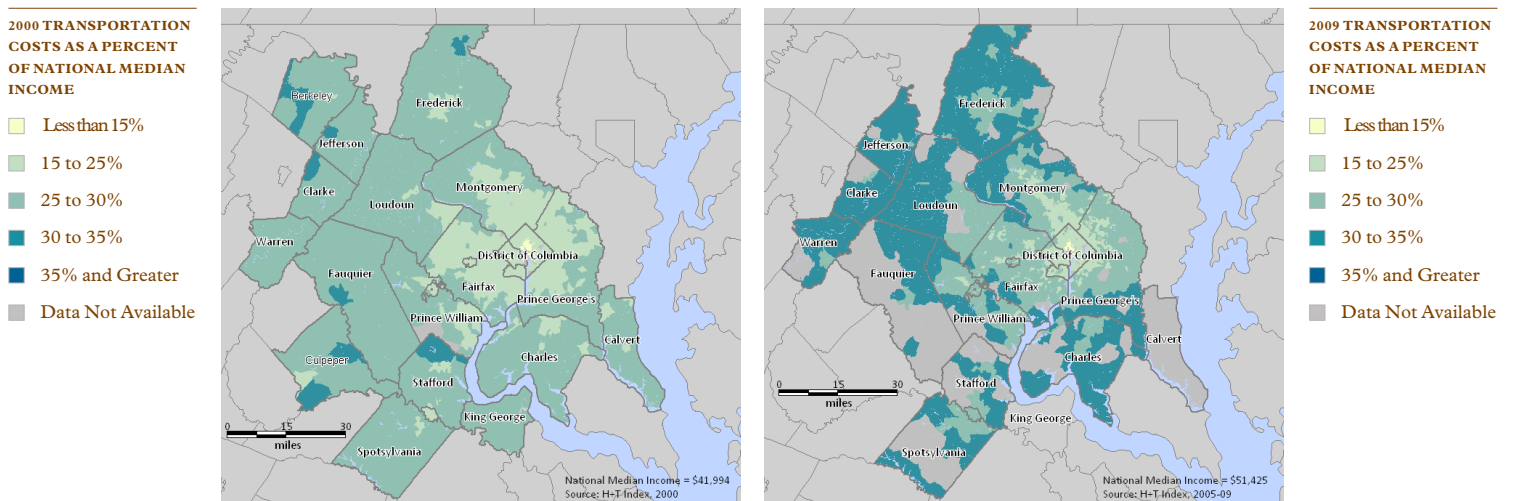 2000 TRANSPORTATION
COSTS AS A PERCENT
OF NATIONAL MEDIAN
INCOME
Less than 15%
15 to 25%
25 to 30%
30 to 35%
35% and Greater
Data Not Available
Berkeley
Frederick
Jefferson
Clarke
Montgomery
Loudoun
Warren
District of Columbia
Fauquier
Fairfax
Prince George's
Prince William
Calvert
Culpeper
Charles
Stafford
King George
0 15 30
miles
Spotsylvania
National Median Income = $41,994
Source: H+T Index, 2000
Frederick
Jefferson
Clarke
Montgomery
Loudoun
Warren
District of Columbia
Fauquier
Fairfax
Prince George's
Prince William
Calvert
Charles
Stafford
0 15 30
miles
King George
Spotsylvania
National Median Income = $51,425
Source: H+T Index, 2005-09
2009 TRANSPORTATION
COSTS AS A PERCENT
OF NATIONAL MEDIAN
INCOME
Less than 15%
15 to 25%
25 to 30%
30 to 35%
35% and Greater
Data Not Available